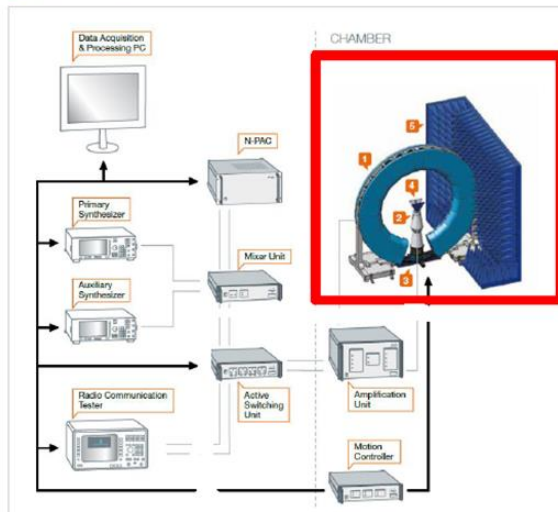 Data Acquisition
& Processing PC
CHAMBER
N-PAC
5
1
4
2
3
Primary
Synthesizer
Mixar Unit
Auxiliary
Synthesizer
Radio Communication
Tester
Active
Switching
Unit
Amplification
Unit
Motion
Controller